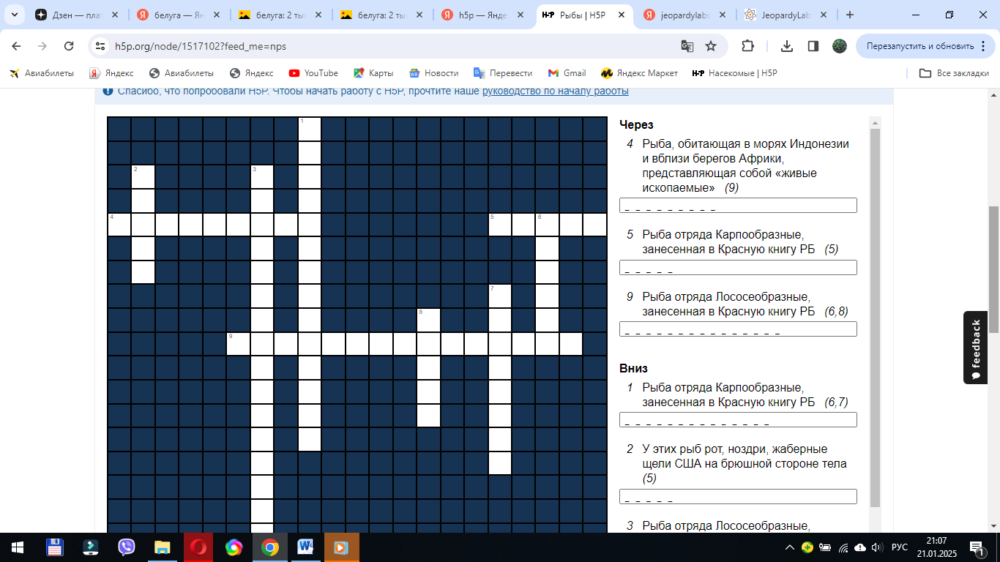 Дзен — плат
белуга — Ян
белуга: 2 ты
белуга: 2 ты
h5p — Янде
H-P Рыбы | H5P
jeopardylabs
JeopardyLab
h5p.org/node/1517102?feed_me=nps
Перезапустить и обновить
Авиабилеты
Яндекс
Авиабилеты
Яндекс
YouTube
Карты
Новости
Перевести
Gmail
Яндекс Маркет
H-P Насекомые | H5P
Все закладки
Спасибо, что попробовали H5P. Чтобы начать работу с H5P, прочтите наше руководство по началу работы
1
2
3
4
5
6
7
8
9
Через
4 Рыба, обитающая в морях Индонезии
и вблизи берегов Африки,
представляющая собой «живые
ископаемые» (9)
_ _ _ _ _ _ _ _ _
5 Рыба отряда Карпообразные,
занесенная в Красную книгу РБ (5)
_ _ _ _ _
9 Рыба отряда Лососеобразные,
занесенная в Красную книгу РБ (6,8)
_ _ _ _ _ _ _ _ _ _ _ _ _ _ _
Вниз
1 Рыба отряда Карпообразные,
занесенная в Красную книгу РБ (6,7)
_ _ _ _ _ _ _ _ _ _ _ _ _ _
2 У этих рыб рот, ноздри, жаберные
щели США на брюшной стороне тела
(5)
_ _ _ _ _
3 Рыба отряда Лососеобразные,
feedback
РУС
21:07
21.01.2025
1